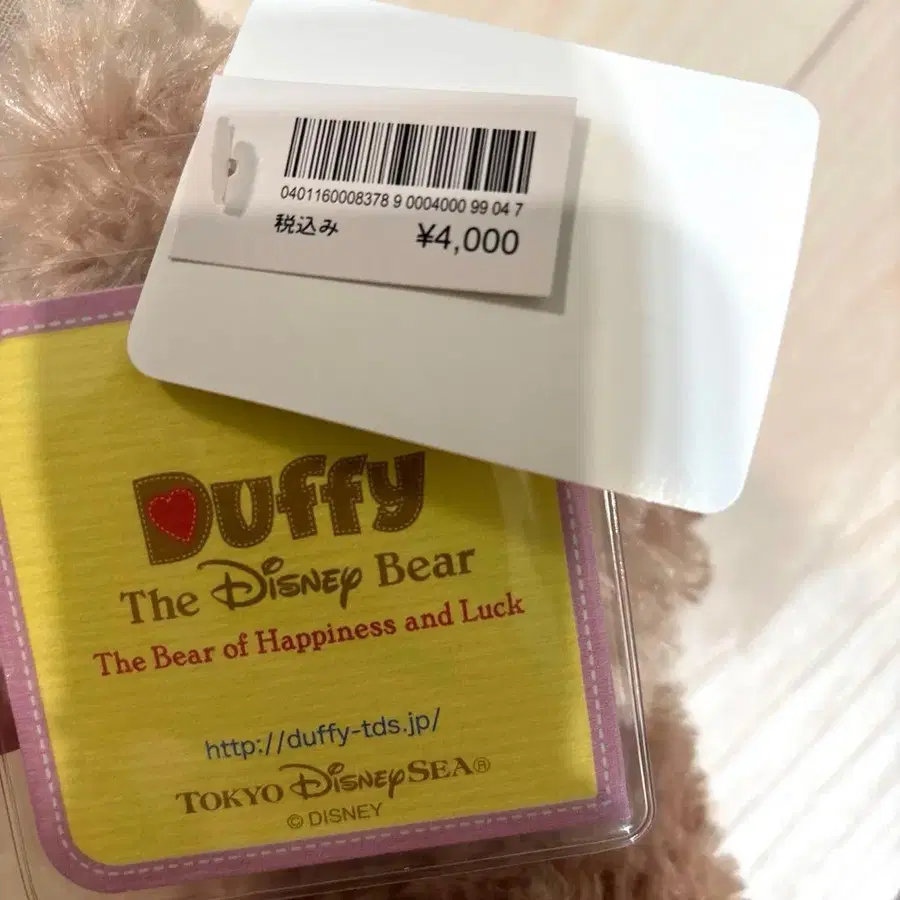 0401160008378 9 0004000 99 04 7
税込み ¥4,000
Duffy
The Disney Bear
The Bear of Happiness and Luck
http://duffy-tds.jp/
TOKYO DISNEYSEA®
© DISNEY